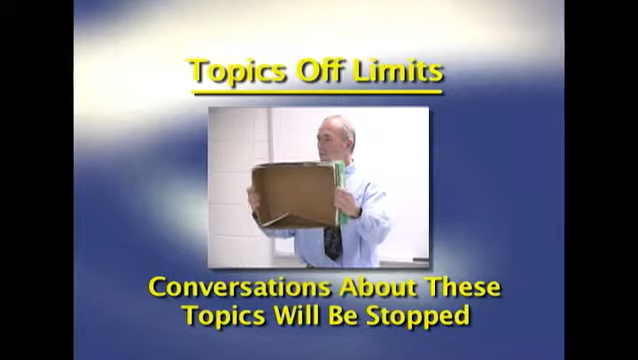 Topics Off Limits
Conversations About These
Topics Will Be Stopped